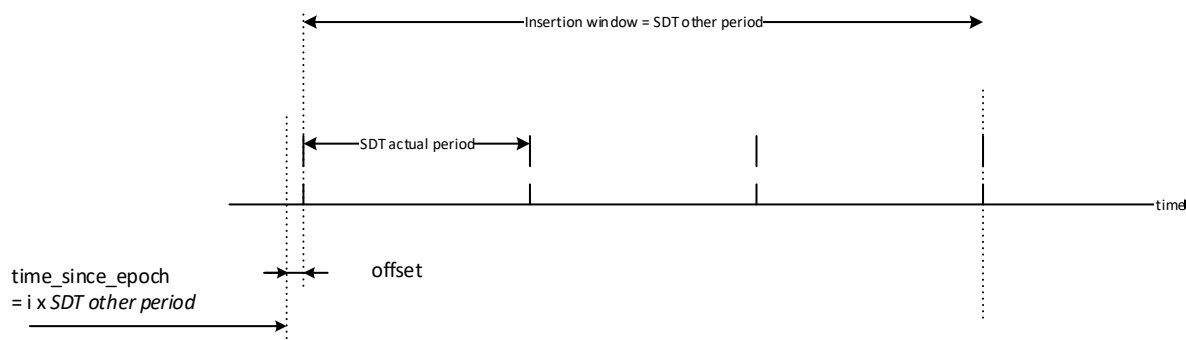 Insertion window = SDT other period
SDT actual period
time
offset
time_since_epoch
= i x SDT other period